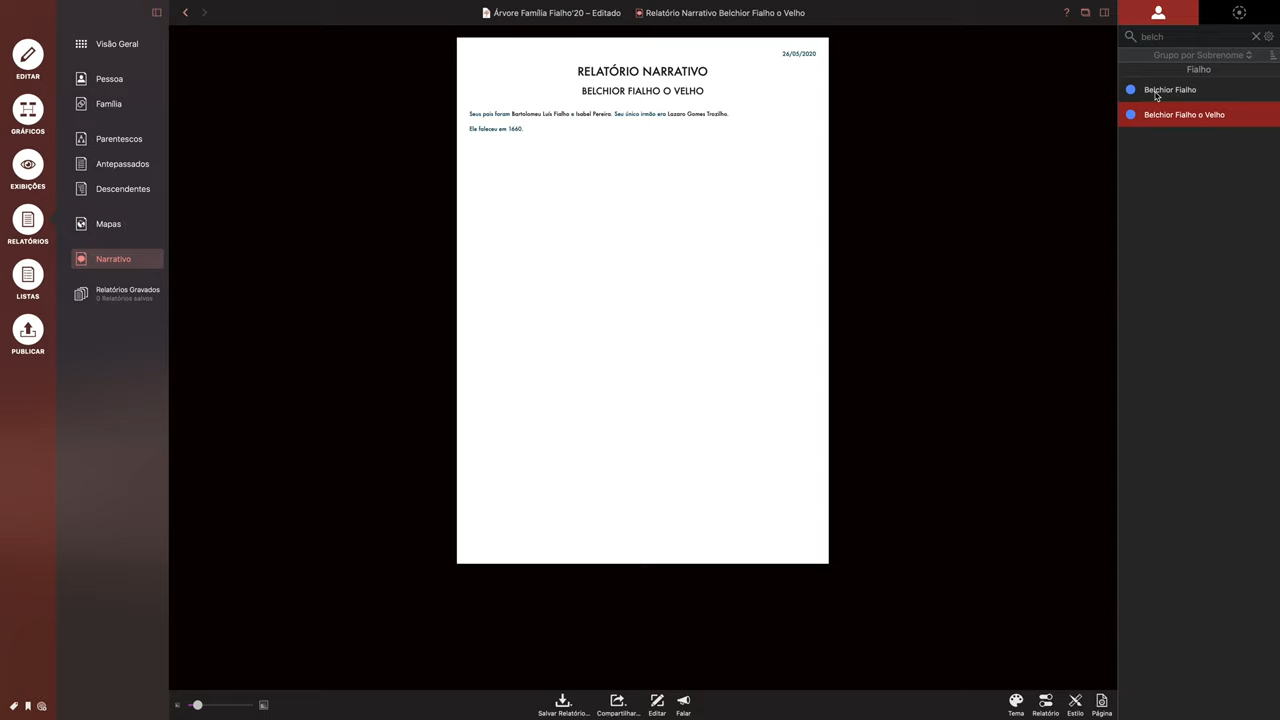 Árvore Família Fialho'20 – Editado
Relatório Narrativo Belchior Fialho o Velho
?
EDITAR
GRÁFICOS
EXIBIÇÕES
RELATÓRIOS
LISTAS
PUBLICAR
Visão Geral
Pessoa
Família
Parentescos
Antepassados
Descendentes
Mapas
Narrativo
Relatórios Gravados
0 Relatórios salvos
26/05/2020
RELATÓRIO NARRATIVO
BELCHIOR FIALHO O VELHO
Seus pais foram Bartolomeu Luís Fialho e Isabel Pereira. Seu único irmão era Lazaro Gomes Trozilho.
Ele faleceu em 1660.
belch
Grupo por Sobrenome
Fialho
Belchior Fialho
Belchior Fialho o Velho
Salvar Relatório...
Compartilhar...
Editar
Falar
Tema
Relatório
Estilo
Página